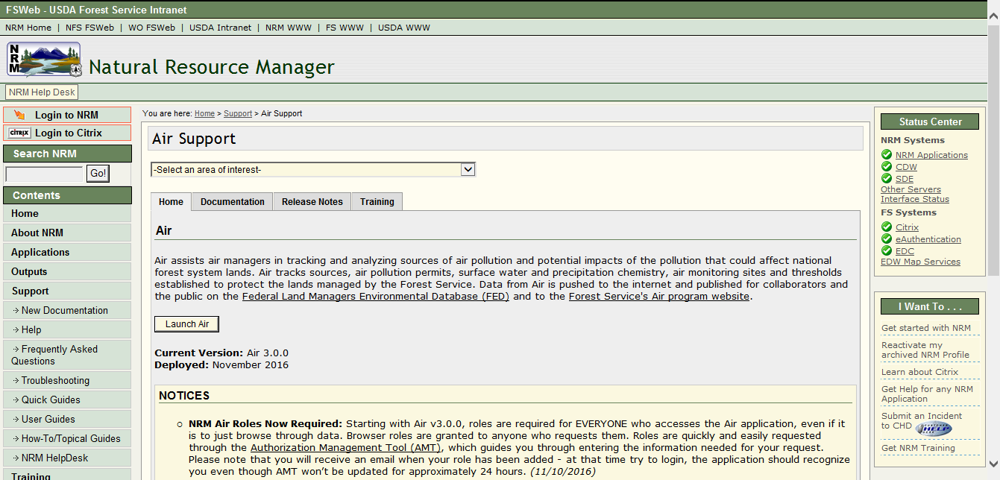 FSWeb - USDA Forest Service Intranet
NRM Home | NFS FSWeb | WO FSWeb | USDA Intranet | NRM WWW | FS WWW | USDA WWW
NRM
Natural Resource Manager
NRM Help Desk
Login to NRM
CITRIX Login to Citrix
Search NRM
Go!
Contents
Home
About NRM
Applications
Outputs
Support
New Documentation
Help
Frequently Asked
Questions
Troubleshooting
Quick Guides
User Guides
How-To/Topical Guides
NRM HelpDesk
Training
You are here: Home > Support > Air Support
Air Support
-Select an area of interest-
Home Documentation Release Notes Training
Air
Air assists air managers in tracking and analyzing sources of air pollution and potential impacts of the pollution that could affect national
forest system lands. Air tracks sources, air pollution permits, surface water and precipitation chemistry, air monitoring sites and thresholds
established to protect the lands managed by the Forest Service. Data from Air is pushed to the internet and published for collaborators and
the public on the Federal Land Managers Environmental Database (FED) and to the Forest Service's Air program website.
Launch Air
Current Version: Air 3.0.0
Deployed: November 2016
NOTICES
NRM Air Roles Now Required: Starting with Air v3.0.0, roles are required for EVERYONE who accesses the Air application, even if it
is to just browse through data. Browser roles are granted to anyone who requests them. Roles are quickly and easily requested
through the Authorization Management Tool (AMT), which guides you through entering the information needed for your request.
Please note that you will receive an email when your role has been added - at that time try to login, the application should recognize
you even though AMT won't be updated for approximately 24 hours. (11/10/2016)
Status Center
NRM Systems
NRM Applications
CDW
SDE
Other Servers
Interface Status
FS Systems
Citrix
eAuthentication
EDC
EDW Map Services
I Want To . . .
Get started with NRM
Reactivate my
archived NRM Profile
Learn about Citrix
Get Help for any NRM
Application
Submit an Incident
to CHD HELP
Get NRM Training